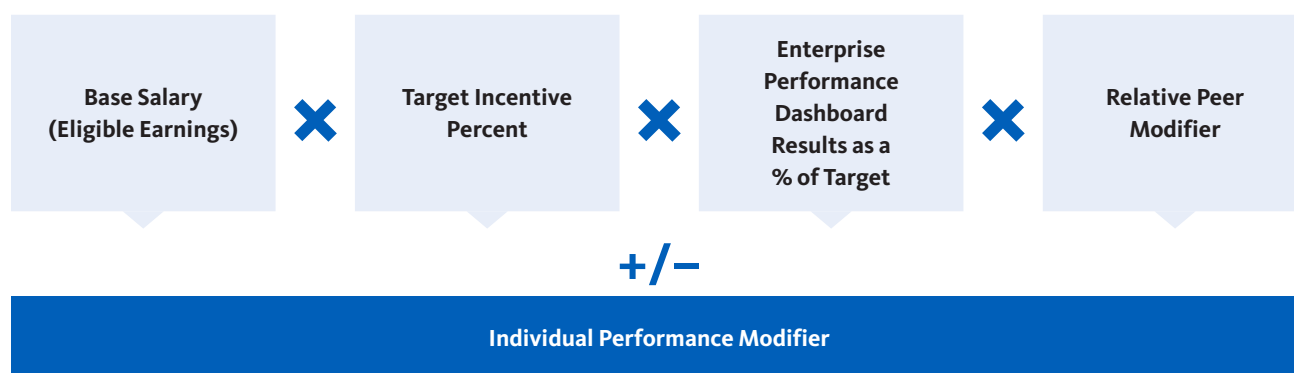 Base Salary
(Eligible Earnings)
Target Incentive
Percent
Enterprise
Performance
Dashboard
Results as a
% of Target
Relative Peer
Modifier
+/−
Individual Performance Modifier